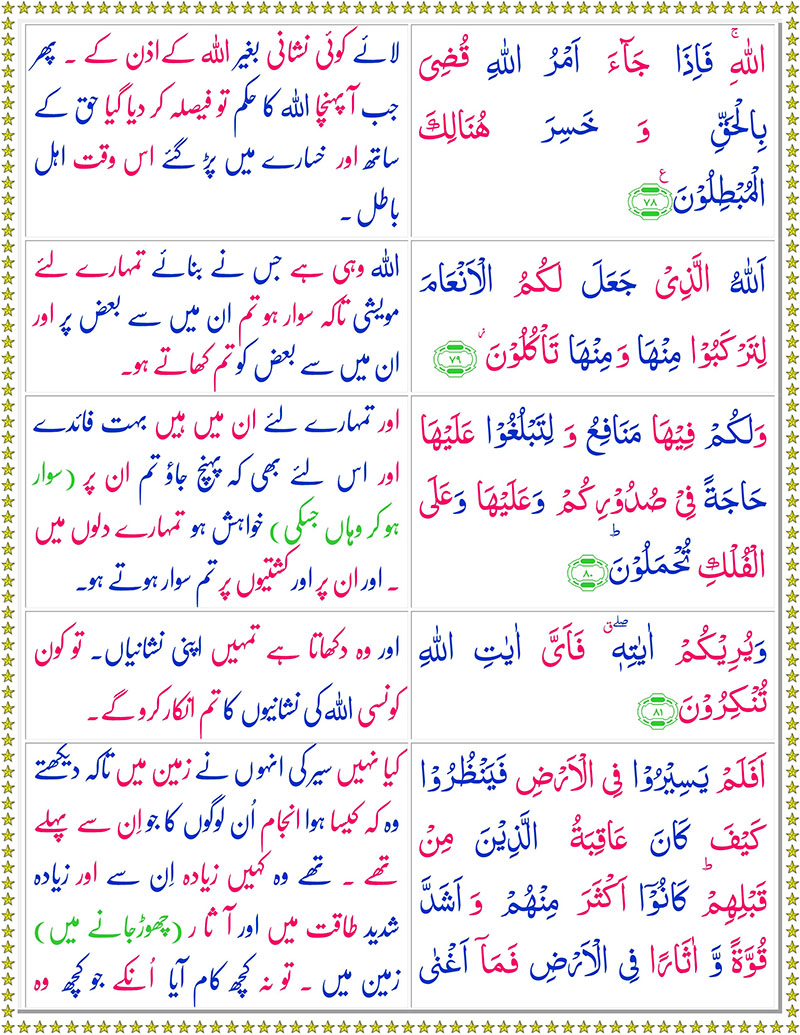 اللهِ ۚ فَاِذَا جَآءَ اَمْرُ اللهِ قُضِیَ
بِالْحَقِّ وَ خَسِرَ هُنَالِكَ
الْمُبْطِلُوْنَ ع ۷۸
لائے کوئی نشانی بغیر اللہ کے اذن کے ۔ پھر
جب آ پہنچا اللہ کا حکم تو فیصلہ کر دیا گیا حق کے
ساتھ اور خسارے میں پڑ گئے اس وقت اہل
باطل ۔
اَللهُ الَّذِیْ جَعَلَ لَكُمُ الْاَنْعَامَ
لِتَرْكَبُوْا مِنْهَا وَ مِنْهَا تَاْكُلُوْنَ ۷۹
اللہ وہی ہے جس نے بنائے تمہارے لئے
مویشی تاکہ سوار ہو تم ان میں سے بعض پر اور
ان میں سے بعض کو تم کھاتے ہو۔
وَلَكُمْ فِیْهَا مَنَافِعُ وَ لِتَبْلُغُوْا عَلَیْهَا
حَاجَةً فِیْ صُدُوْرِكُمْ وَعَلَیْهَا وَعَلَی
الْفُلْكِ تُحْمَلُوْنَ ؕ ۸۰
اور تمہارے لئے ان میں ہیں بہت فائدے
اور اس لئے بھی کہ پہنچ جاؤ تم ان پر (سوار
ہو کر وہاں جسکی) خواہش ہو تمہارے دلوں میں
۔ اور ان پر اور کشتیوں پر تم سوار ہوتے ہو۔
وَیُرِیْكُمْ اٰیٰتِهٖ ۖق فَاَیَّ اٰیٰتِ اللهِ
تُنْكِرُوْنَ ۸۱
اور وہ دکھاتا ہے تمہیں اپنی نشانیاں۔ تو کون
کونسی اللہ کی نشانیوں کا تم انکار کرو گے۔
اَفَلَمْ یَسِیْرُوْا فِی الْاَرْضِ فَیَنْظُرُوْا
كَیْفَ كَانَ عَاقِبَةُ الَّذِیْنَ مِنْ
قَبْلِهِمْ ؕ كَانُوْۤا اَكْثَرَ مِنْهُمْ وَ اَشَدَّ
قُوَّةً وَّ اٰثَارًا فِی الْاَرْضِ فَمَاۤ اَغْنٰی
کیا نہیں سیر کی انہوں نے زمین میں تاکہ دیکھتے
وہ کہ کیسا ہوا انجام اُن لوگوں کا جو اِن سے پہلے
تھے ۔ تھے وہ کہیں زیادہ اِن سے اور زیادہ
شدید طاقت میں اور آ ثا ر (چھوڑ جانے میں)
زمین میں ۔ تو نہ کچھ کام آیا اُنکے جو کچھ وہ